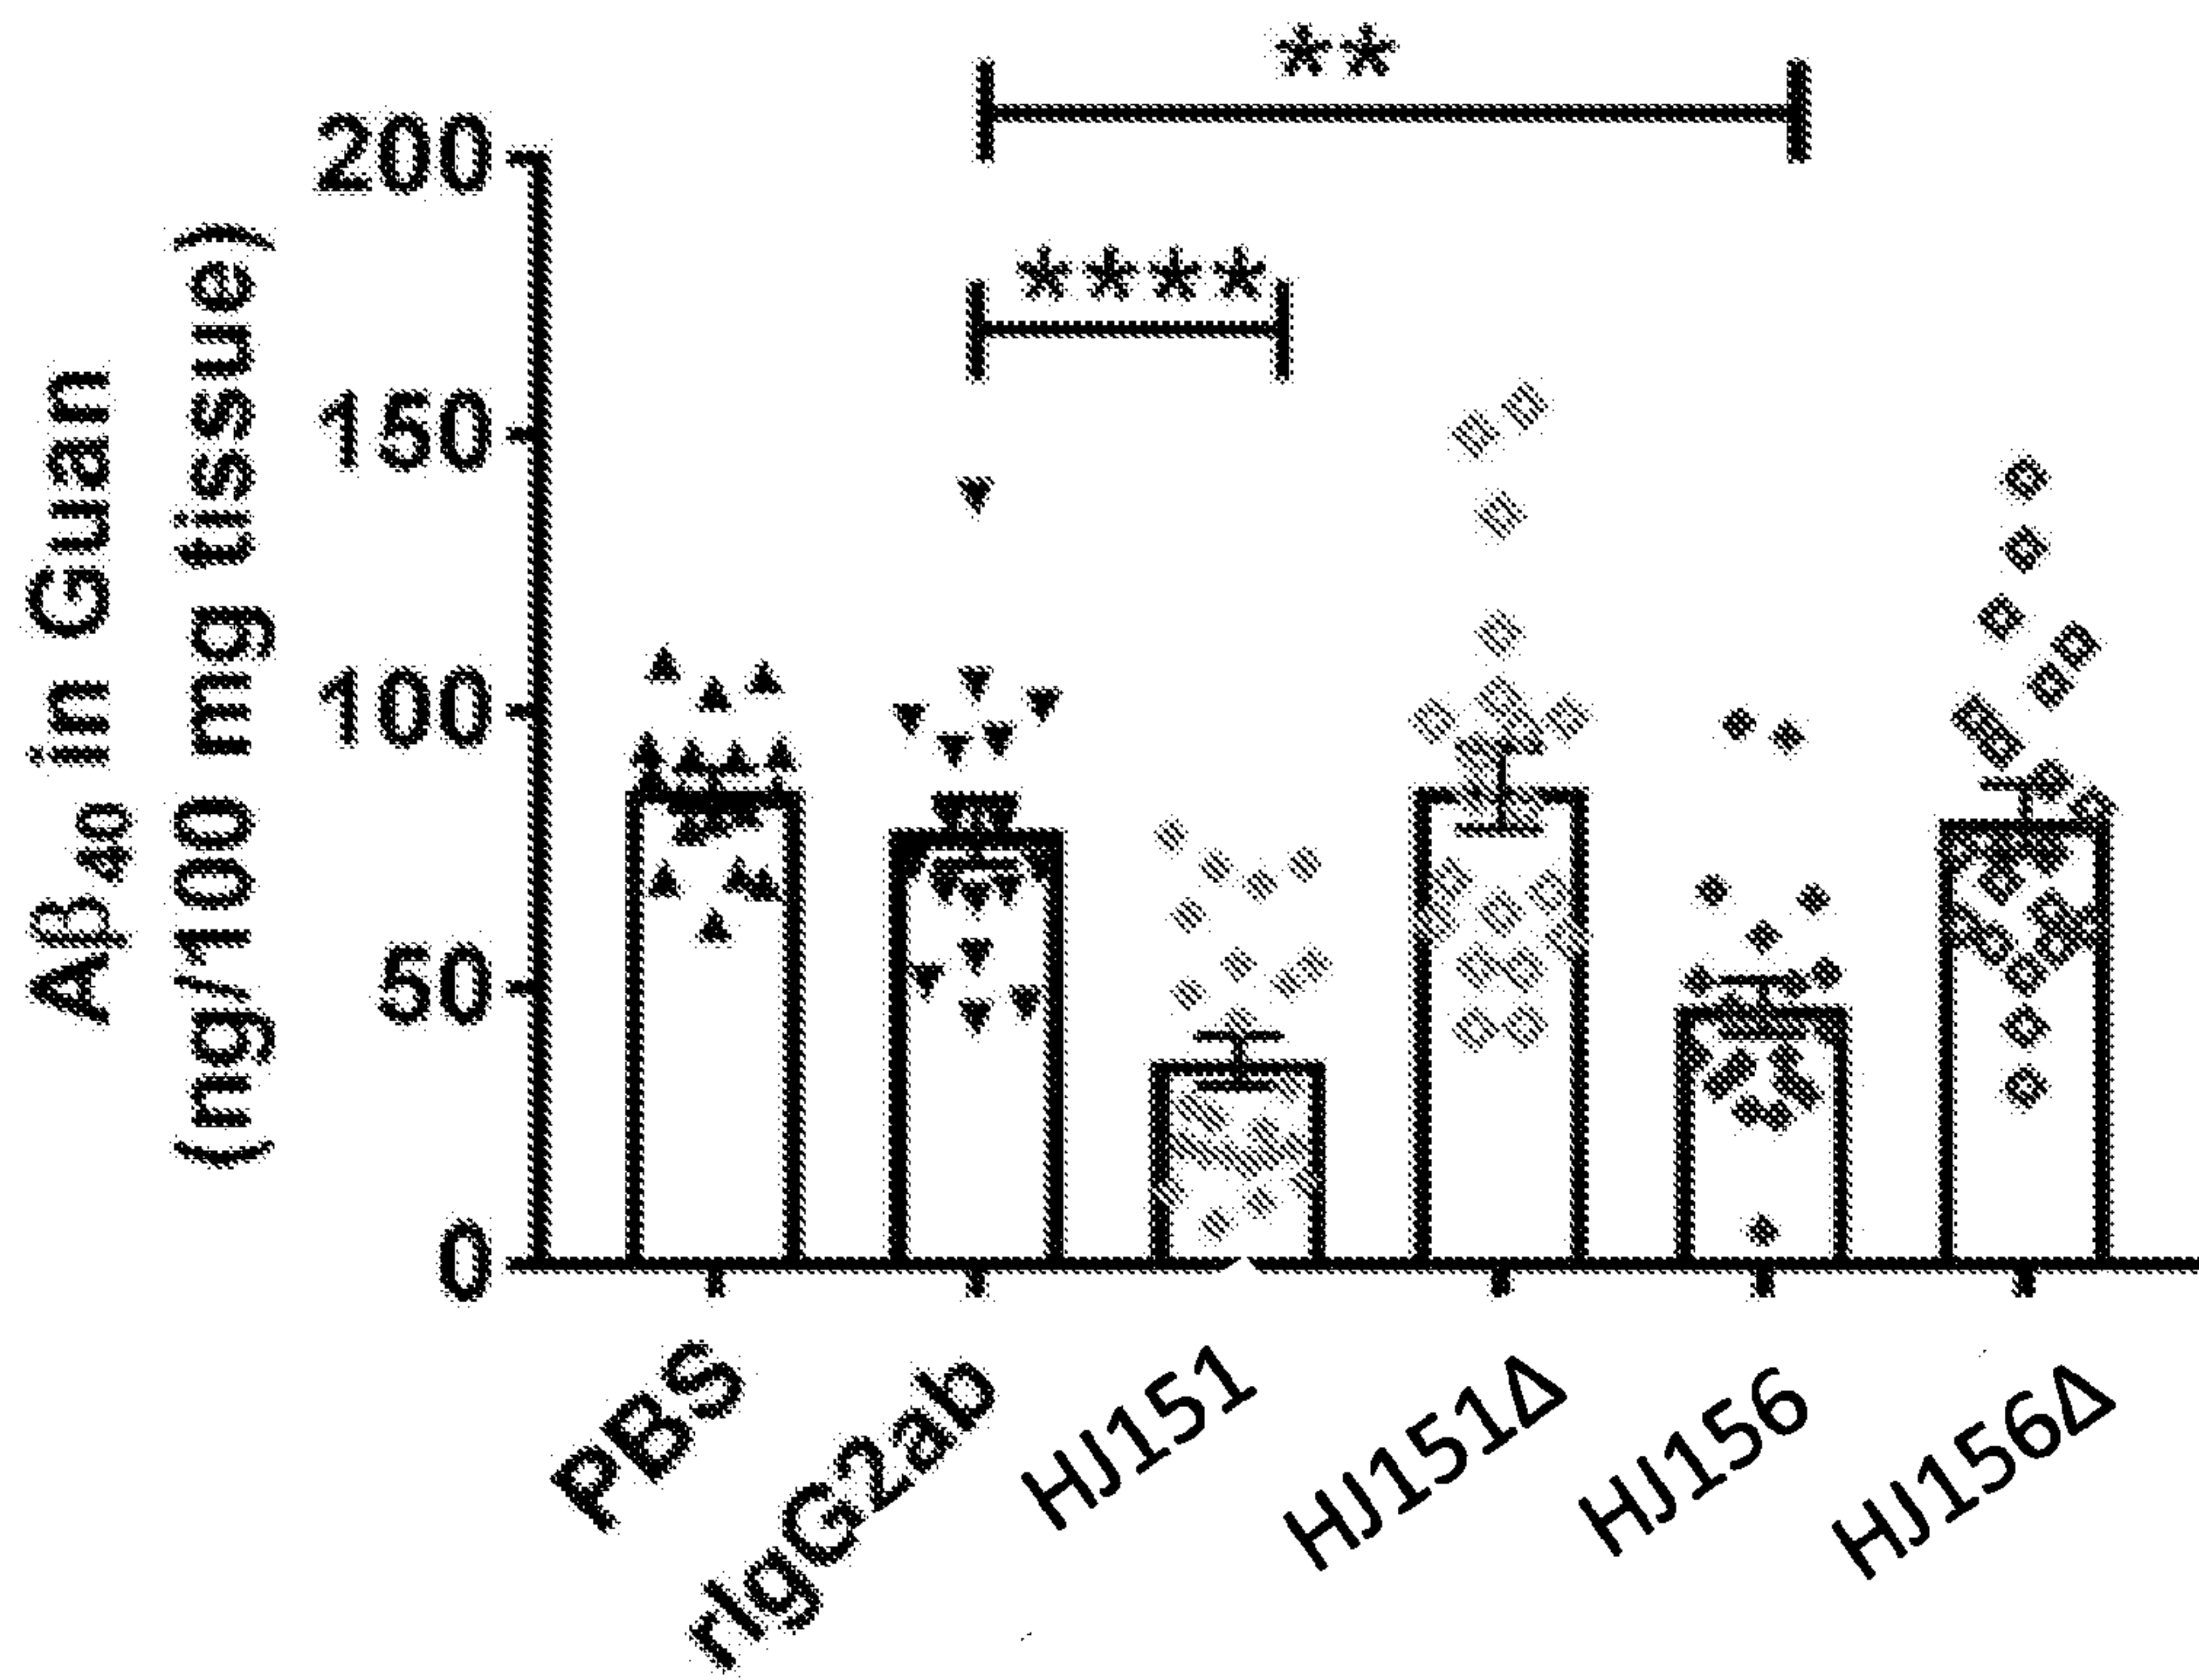 **
****
Aβ40 in Guan
(ng/100 mg tissue)
200
150
100
50
0
PBS
rIgG2ab
HJ151
HJ151Δ
HJ156
HJ156Δ